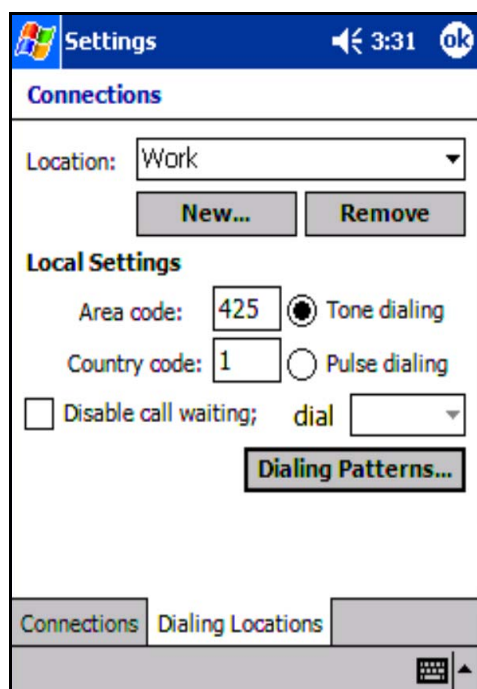 Settings 3:31 ok
Connections
Location: Work
New... Remove
Local Settings
Area code: 425 Tone dialing
Country code: 1 Pulse dialing
Disable call waiting; dial
Dialing Patterns...
Connections Dialing Locations